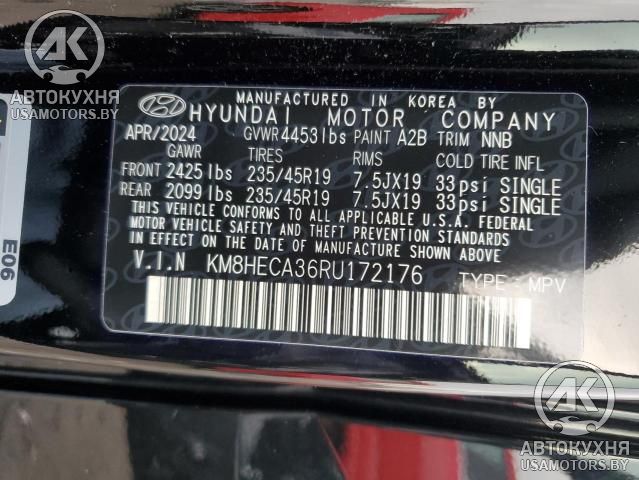 AK
АВТОКУХНЯ
USAMOTORS.BY
MANUFACTURED IN KOREA BY
HYUNDAI MOTOR COMPANY
APR/2024 GVWR 4453lbs PAINT A2B TRIM NNB
GAWR TIRES RIMS COLD TIRE INFL
FRONT 2425 lbs 235/45R19 7.5JX19 33psi SINGLE
REAR 2099 lbs 235/45R19 7.5JX19 33psi SINGLE
THIS VEHICLE CONFORMS TO ALL APPLICABLE U.S.A. FEDERAL
MOTOR VEHICLE SAFETY AND THEFT PREVENTION STANDARDS
IN EFFECT ON THE DATE OF MANUFACTURE SHOWN ABOVE
V.I.N KM8HECA36RU172176 TYPE : MPV
E06
AK
АВТОКУХНЯ
USAMOTORS.BY